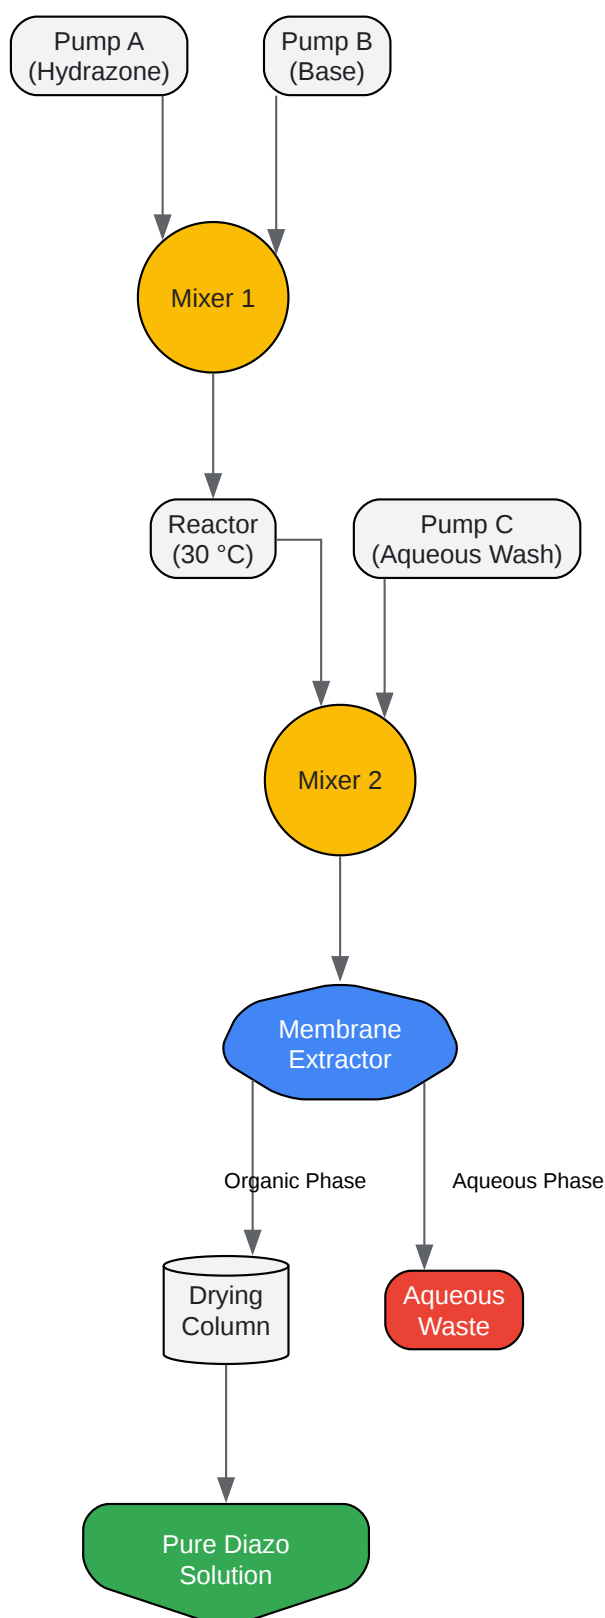 Pump A
(Hydrazone)
Pump B
(Base)
Mixer 1
Reactor
(30 °C)
Pump C
(Aqueous Wash)
Mixer 2
Membrane
Extractor
Organic Phase
Aqueous Phase
Drying
Column
Aqueous
Waste
Pure Diazo
Solution